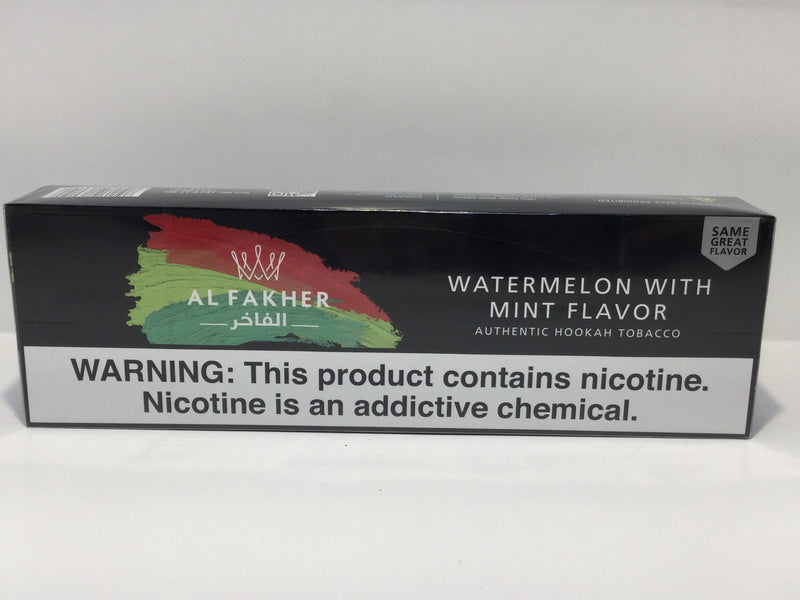 SAME
GREAT
FLAVOR
AL FAKHER
الفاخر
WATERMELON WITH
MINT FLAVOR
AUTHENTIC HOOKAH TOBACCO
WARNING: This product contains nicotine.
Nicotine is an addictive chemical.